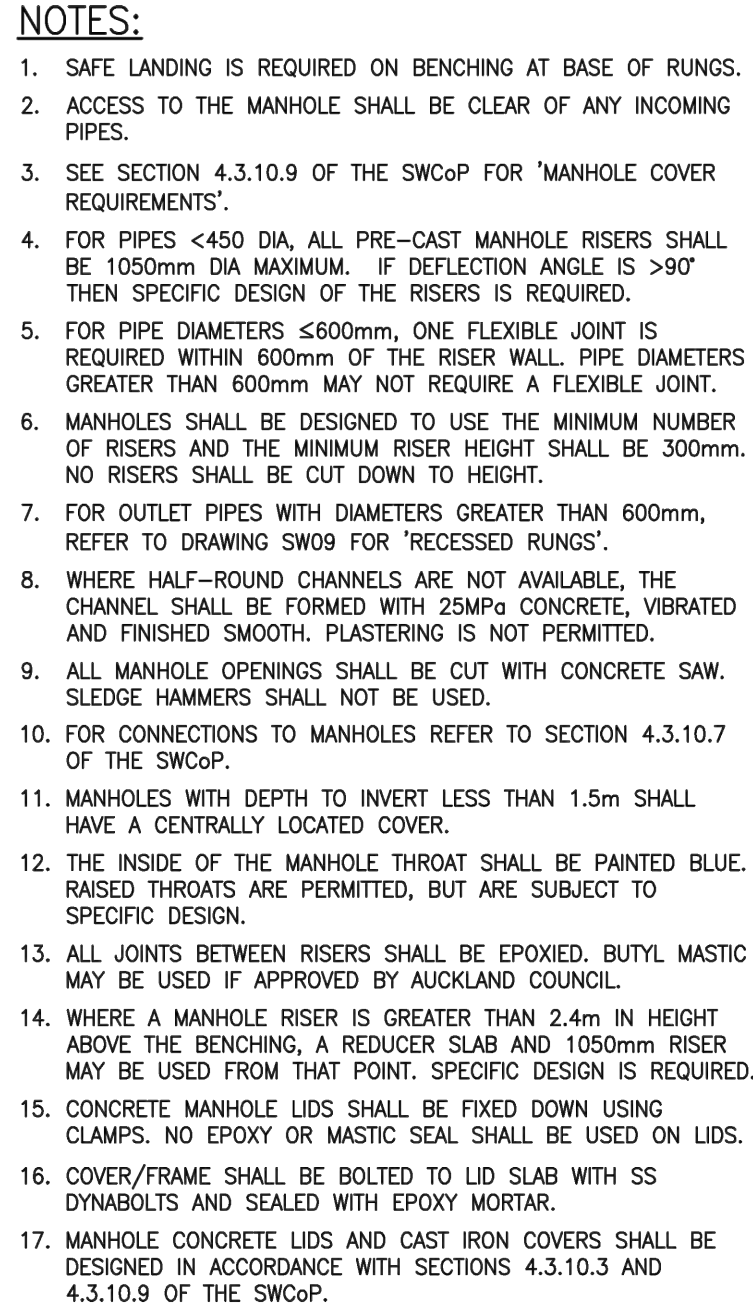 NOTES:
1. SAFE LANDING IS REQUIRED ON BENCHING AT BASE OF RUNGS.
2. ACCESS TO THE MANHOLE SHALL BE CLEAR OF ANY INCOMING
PIPES.
3. SEE SECTION 4.3.10.9 OF THE SWCoP FOR 'MANHOLE COVER
REQUIREMENTS'.
4. FOR PIPES <450 DIA, ALL PRE-CAST MANHOLE RISERS SHALL
BE 1050mm DIA MAXIMUM. IF DEFLECTION ANGLE IS >90°
THEN SPECIFIC DESIGN OF THE RISERS IS REQUIRED.
5. FOR PIPE DIAMETERS ≤600mm, ONE FLEXIBLE JOINT IS
REQUIRED WITHIN 600mm OF THE RISER WALL. PIPE DIAMETERS
GREATER THAN 600mm MAY NOT REQUIRE A FLEXIBLE JOINT.
6. MANHOLES SHALL BE DESIGNED TO USE THE MINIMUM NUMBER
OF RISERS AND THE MINIMUM RISER HEIGHT SHALL BE 300mm.
NO RISERS SHALL BE CUT DOWN TO HEIGHT.
7. FOR OUTLET PIPES WITH DIAMETERS GREATER THAN 600mm,
REFER TO DRAWING SW09 FOR 'RECESSED RUNGS'.
8. WHERE HALF-ROUND CHANNELS ARE NOT AVAILABLE, THE
CHANNEL SHALL BE FORMED WITH 25MPa CONCRETE, VIBRATED
AND FINISHED SMOOTH. PLASTERING IS NOT PERMITTED.
9. ALL MANHOLE OPENINGS SHALL BE CUT WITH CONCRETE SAW.
SLEDGE HAMMERS SHALL NOT BE USED.
10. FOR CONNECTIONS TO MANHOLES REFER TO SECTION 4.3.10.7
OF THE SWCoP.
11. MANHOLES WITH DEPTH TO INVERT LESS THAN 1.5m SHALL
HAVE A CENTRALLY LOCATED COVER.
12. THE INSIDE OF THE MANHOLE THROAT SHALL BE PAINTED BLUE.
RAISED THROATS ARE PERMITTED, BUT ARE SUBJECT TO
SPECIFIC DESIGN.
13. ALL JOINTS BETWEEN RISERS SHALL BE EPOXIED. BUTYL MASTIC
MAY BE USED IF APPROVED BY AUCKLAND COUNCIL.
14. WHERE A MANHOLE RISER IS GREATER THAN 2.4m IN HEIGHT
ABOVE THE BENCHING, A REDUCER SLAB AND 1050mm RISER
MAY BE USED FROM THAT POINT. SPECIFIC DESIGN IS REQUIRED.
15. CONCRETE MANHOLE LIDS SHALL BE FIXED DOWN USING
CLAMPS. NO EPOXY OR MASTIC SEAL SHALL BE USED ON LIDS.
16. COVER/FRAME SHALL BE BOLTED TO LID SLAB WITH SS
DYNABOLTS AND SEALED WITH EPOXY MORTAR.
17. MANHOLE CONCRETE LIDS AND CAST IRON COVERS SHALL BE
DESIGNED IN ACCORDANCE WITH SECTIONS 4.3.10.3 AND
4.3.10.9 OF THE SWCoP.